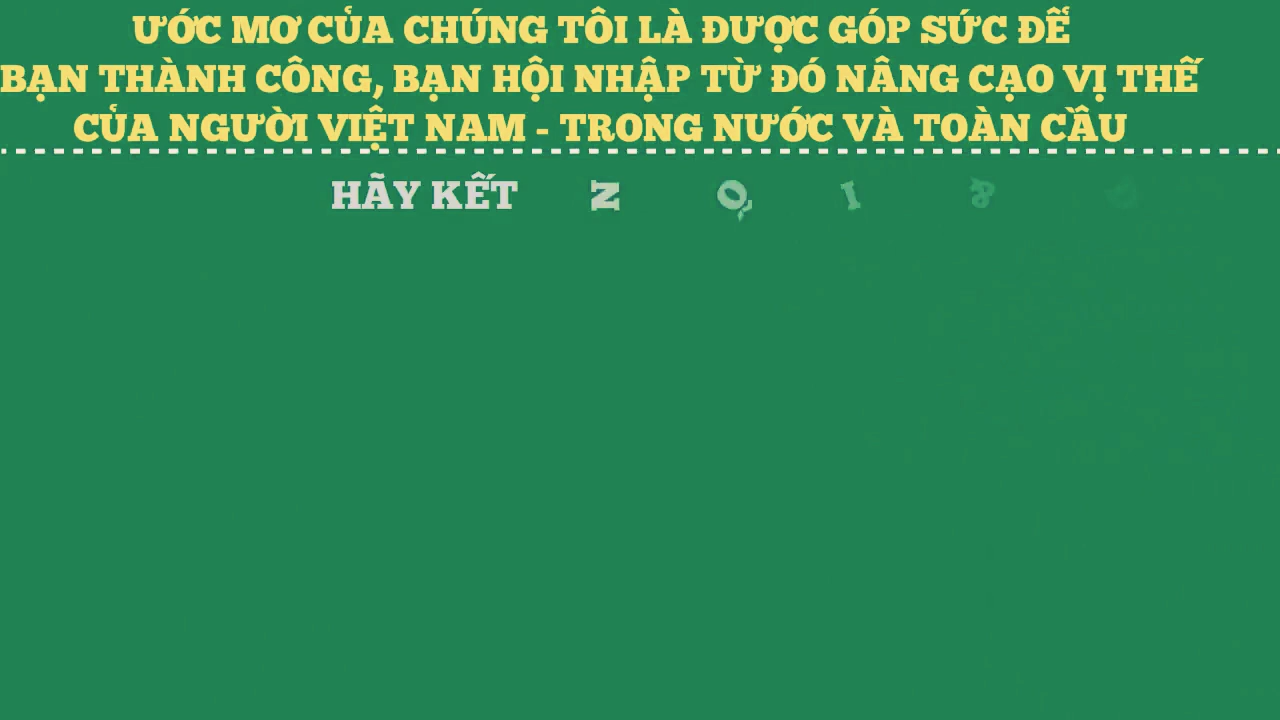 ƯỚC MƠ CỦA CHÚNG TÔI LÀ ĐƯỢC GÓP SỨC ĐỂ
BẠN THÀNH CÔNG, BẠN HỘI NHẬP TỪ ĐÓ NÂNG CẠO VỊ THẾ
CỦA NGƯỜI VIỆT NAM - TRONG NƯỚC VÀ TOÀN CẦU
HÃY KẾT